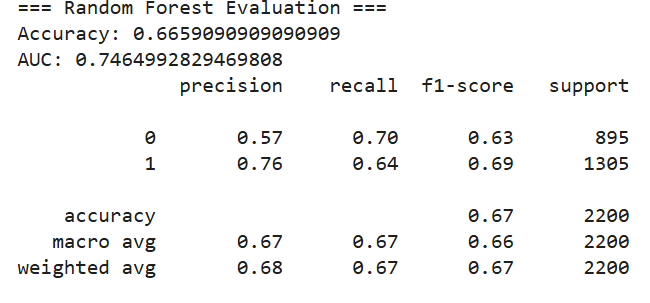 === Random Forest Evaluation ===
Accuracy: 0.6659090909090909
AUC: 0.7464992829469808
precision recall f1-score support
0 0.57 0.70 0.63 895
1 0.76 0.64 0.69 1305
accuracy 0.67 2200
macro avg 0.67 0.67 0.66 2200
weighted avg 0.68 0.67 0.67 2200